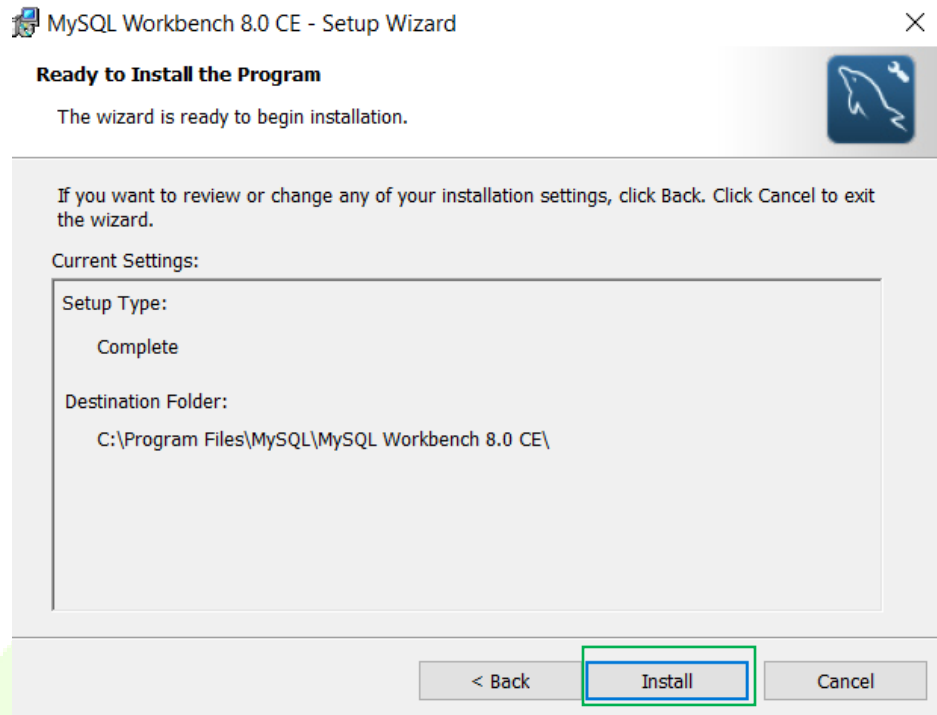 MySQL Workbench 8.0 CE - Setup Wizard
Ready to Install the Program
The wizard is ready to begin installation.
If you want to review or change any of your installation settings, click Back. Click Cancel to exit
the wizard.
Current Settings:
Setup Type:
Complete
Destination Folder:
C:\Program Files\MySQL\MySQL Workbench 8.0 CE\
< Back Install Cancel